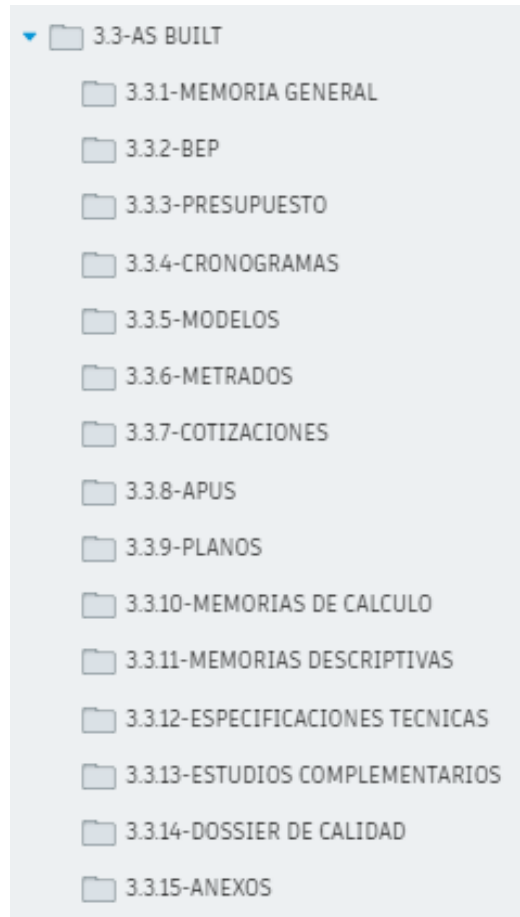 3.3-AS BUILT
3.3.1-MEMORIA GENERAL
3.3.2-BEP
3.3.3-PRESUPUESTO
3.3.4-CRONOGRAMAS
3.3.5-MODELOS
3.3.6-METRADOS
3.3.7-COTIZACIONES
3.3.8-APUS
3.3.9-PLANOS
3.3.10-MEMORIAS DE CALCULO
3.3.11-MEMORIAS DESCRIPTIVAS
3.3.12-ESPECIFICACIONES TECNICAS
3.3.13-ESTUDIOS COMPLEMENTARIOS
3.3.14-DOSSIER DE CALIDAD
3.3.15-ANEXOS